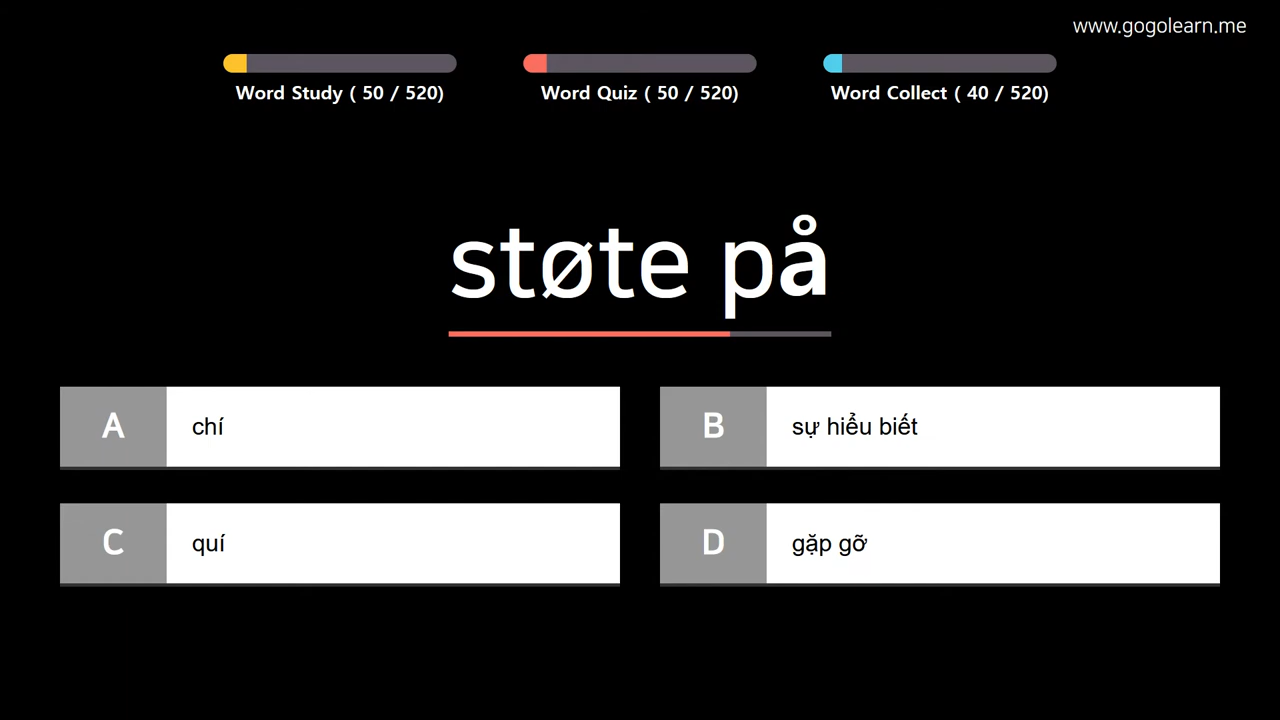 www.gogolearn.me
Word Study ( 50 / 520)
Word Quiz ( 50 / 520)
Word Collect ( 40 / 520)
støte på
A chí
B sự hiểu biết
C quí
D gặp gỡ